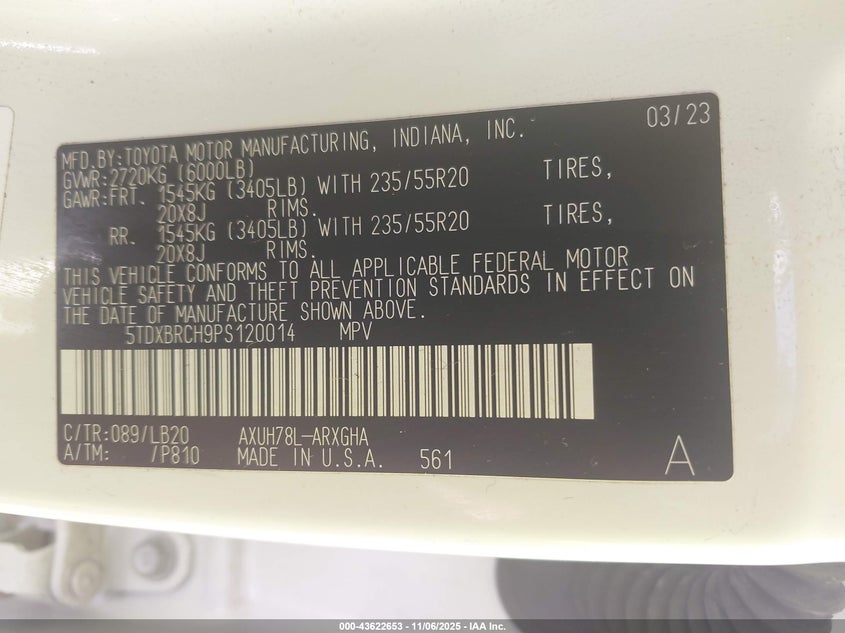 03/23
MFD.BY:TOYOTA MOTOR MANUFACTURING, INDIANA, INC.
GVWR:2720KG (6000LB)
GAWR:FRT. 1545KG (3405LB) WITH 235/55R20 TIRES,
20X8J RIMS.
RR. 1545KG (3405LB) WITH 235/55R20 TIRES,
20X8J RIMS.
THIS VEHICLE CONFORMS TO ALL APPLICABLE FEDERAL MOTOR
VEHICLE SAFETY AND THEFT PREVENTION STANDARDS IN EFFECT ON
THE DATE OF MANUFACTURE SHOWN ABOVE.
5TDXBRCH9PS120014 MPV
C/TR:089/LB20 AXUH78L-ARXGHA
A/TM: /P810 MADE IN U.S.A. 561 A
000-43622653 - 11/06/2025 - IAA Inc.